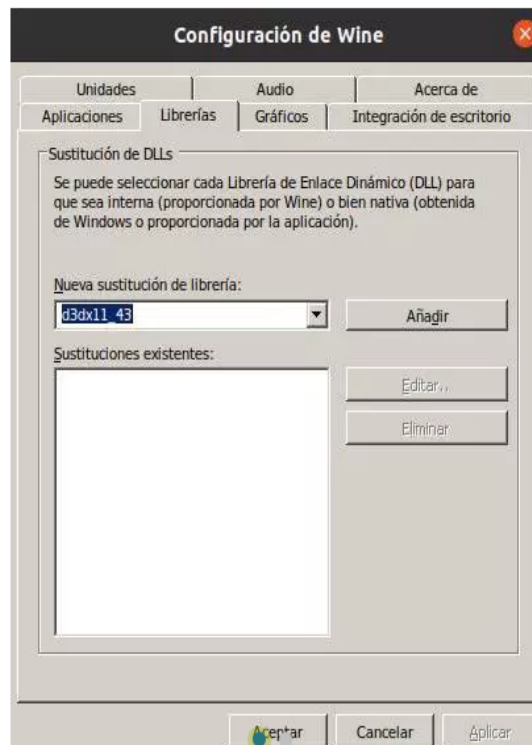 Configuración de Wine
Unidades Audio Acerca de
Aplicaciones Librerías Gráficos Integración de escritorio
Sustitución de DLLs
Se puede seleccionar cada Librería de Enlace Dinámico (DLL) para
que sea interna (proporcionada por Wine) o bien nativa (obtenida
de Windows o proporcionada por la aplicación).
Nueva sustitución de librería:
d3dx11_43 Añadir
Sustituciones existentes:
Editar..
Eliminar
Aceptar Cancelar Aplicar